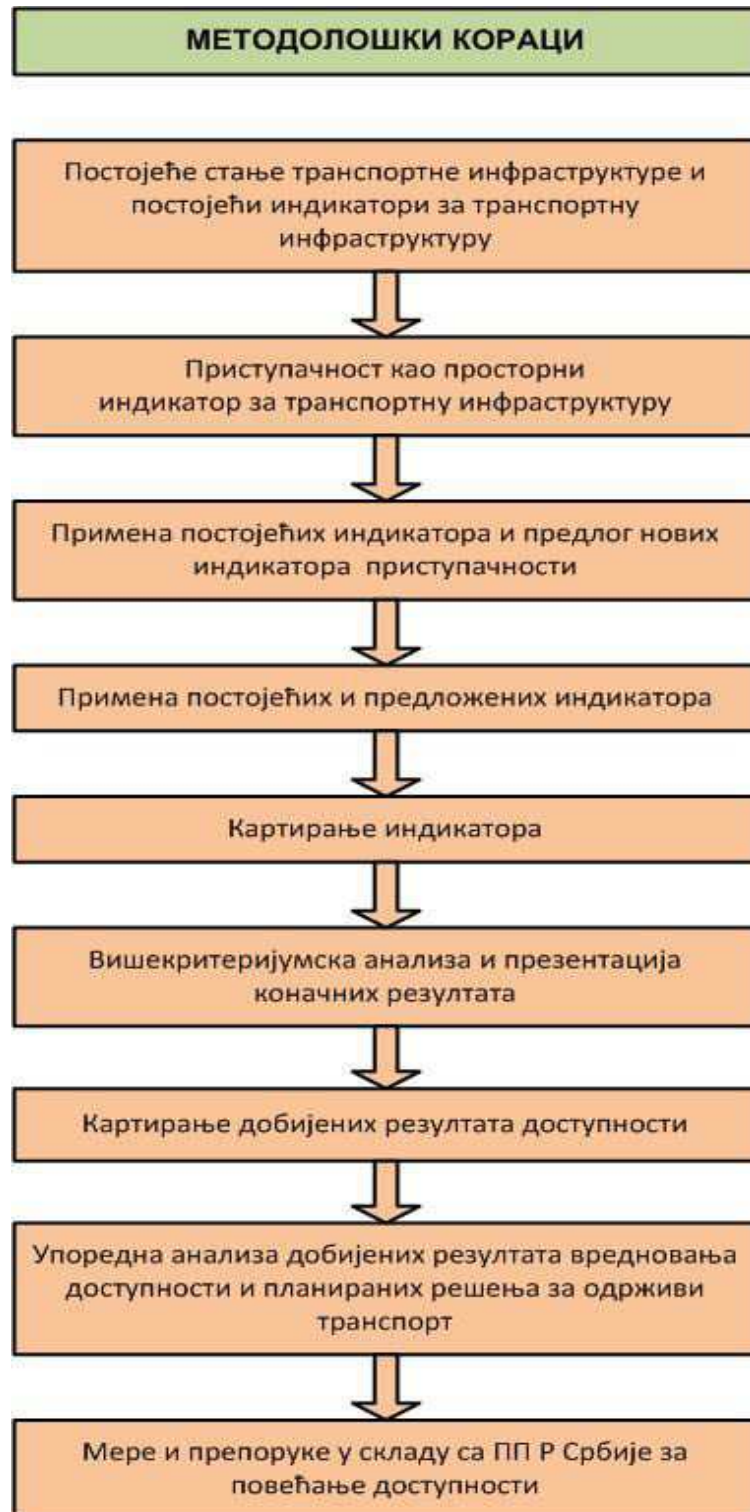 МЕТОДОЛОШКИ КОРАЦИ
Постојеће стање транспортне инфраструктуре и
постојећи индикатори за транспортну
инфраструктуру
Приступачност као просторни
индикатор за транспортну инфраструктуру
Примена постојећих индикатора и предлог нових
индикатора приступачности
Примена постојећих и предложених индикатора
Картирање индикатора
Вишекритеријумска анализа и презентација
коначних резултата
Картирање добијених резултата доступности
Упоредна анализа добијених резултата вредновања
доступности и планираних решења за одрживи
транспорт
Мере и препоруке у складу са ПП Р Србије за
повећање доступности